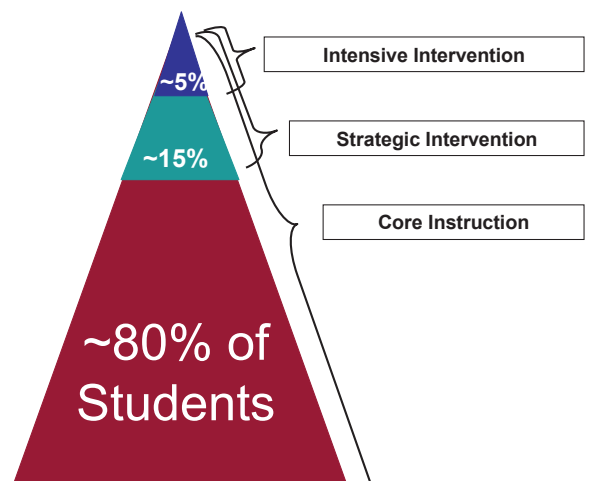 Intensive Intervention
~5%
Strategic Intervention
~15%
Core Instruction
~80% of
Students